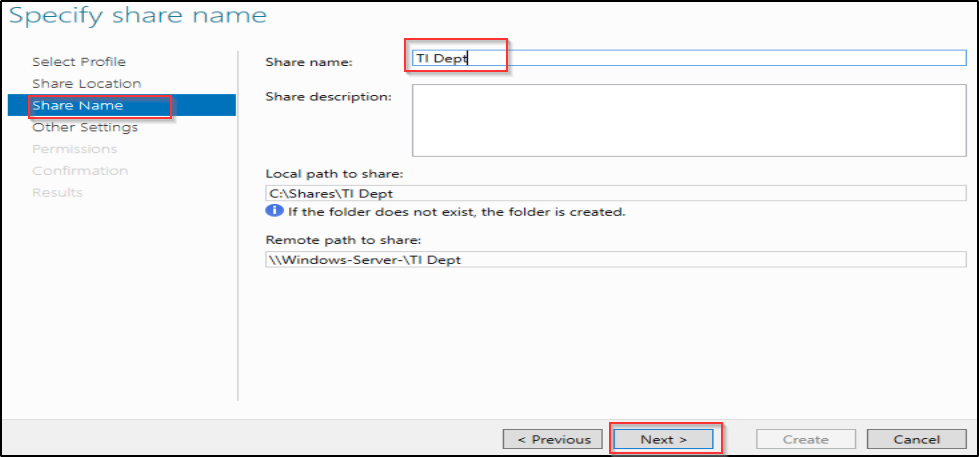 Specify share name
Select Profile
Share Location
Share Name
Other Settings
Permissions
Confirmation
Results
Share name:
TI Dept
Share description:
Local path to share:
C:\Shares\TI Dept
If the folder does not exist, the folder is created.
Remote path to share:
\\Windows-Server-\TI Dept
< Previous
Next >
Create
Cancel